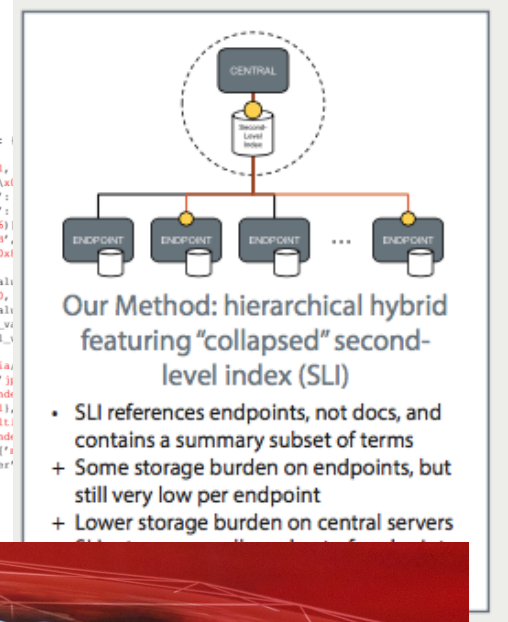 CENTRAL
Second-
Level
Index
ENDPOINT
ENDPOINT
ENDPOINT
...
ENDPOINT
Our Method: hierarchical hybrid
featuring “collapsed” second-
level index (SLI)
• SLI references endpoints, not docs, and
contains a summary subset of terms
+ Some storage burden on endpoints, but
still very low per endpoint
+ Lower storage burden on central servers